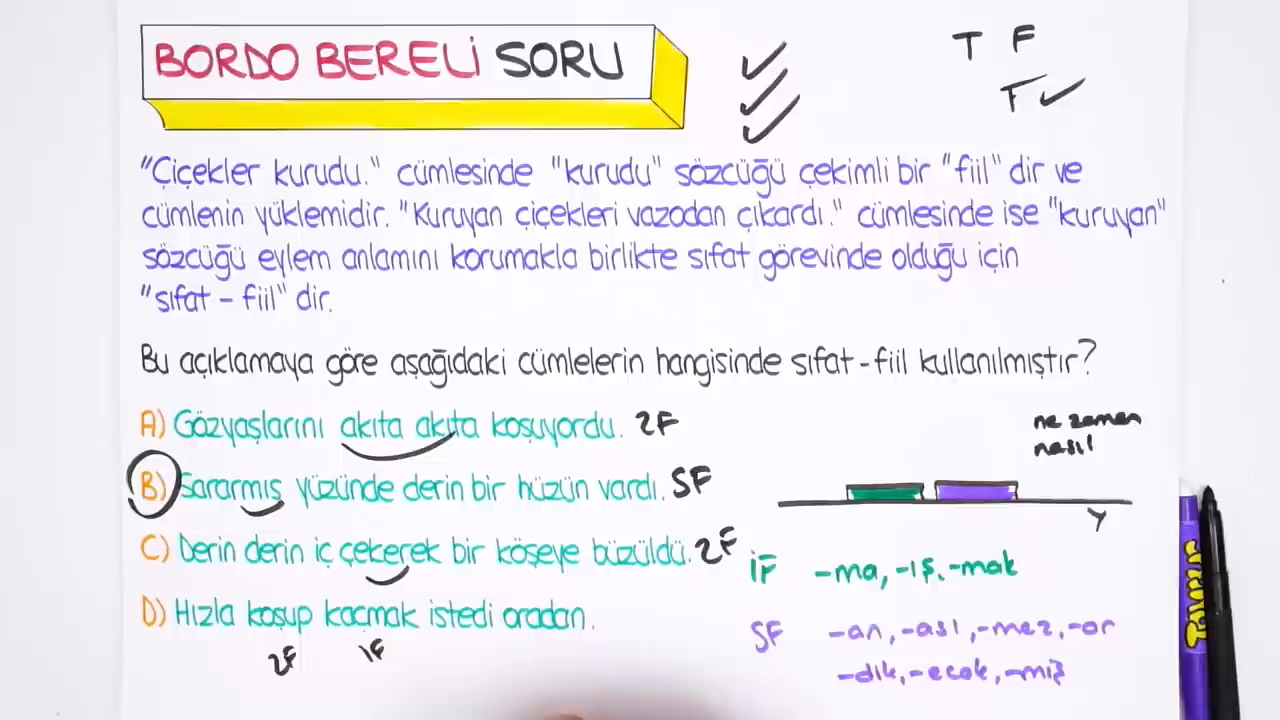 BORDO BERELİ SORU
T F
F
"Çiçekler kurudu." cümlesinde "kurudu" sözcüğü çekimli bir "fiil" dir ve
cümlenin yüklemidir. "Kuruyan çiçekleri vazodan çıkardı." cümlesinde ise "kuruyan"
sözcüğü eylem anlamını korumakla birlikte sıfat görevinde olduğu için
"sıfat - fiil" dir.
Bu açıklamaya göre aşağıdaki cümlelerin hangisinde sıfat-fiil kullanılmıştır?
A) Gözyaşlarını akıta akıta koşuyordu. ZF
B) Sararmış yüzünde derin bir hüzün vardı. SF
C) Derin derin iç çekerek bir köşeye büzüldü. ZF
D) Hızla koşup kaçmak istedi oradan.
ZF İF
ne zaman
nasıl
Y
İF -ma, -ış, -mak
SF -an, -ası, -mez, -ar
-dik, -ecek, -miş